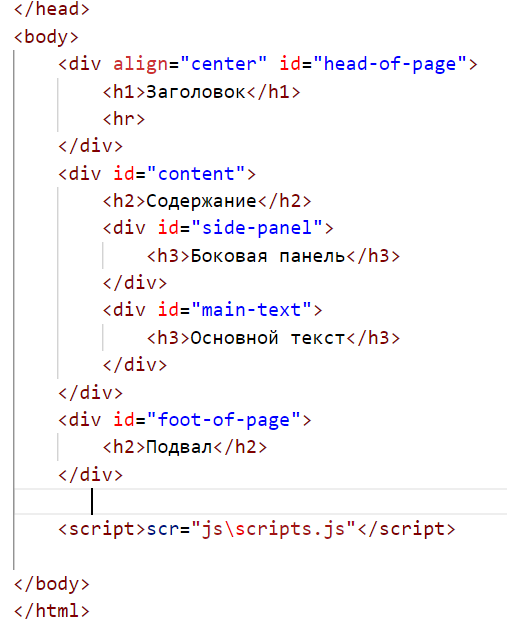 </head>
<body>
    <div align="center" id="head-of-page">
        <h1>Заголовок</h1>
        <hr>
    </div>
    <div id="content">
        <h2>Содержание</h2>
        <div id="side-panel">
            <h3>Боковая панель</h3>
        </div>
        <div id="main-text">
            <h3>Основной текст</h3>
        </div>
    </div>
    <div id="foot-of-page">
        <h2>Подвал</h2>
    </div>
    <script>scr="js\scripts.js"</script>
</body>
</html>